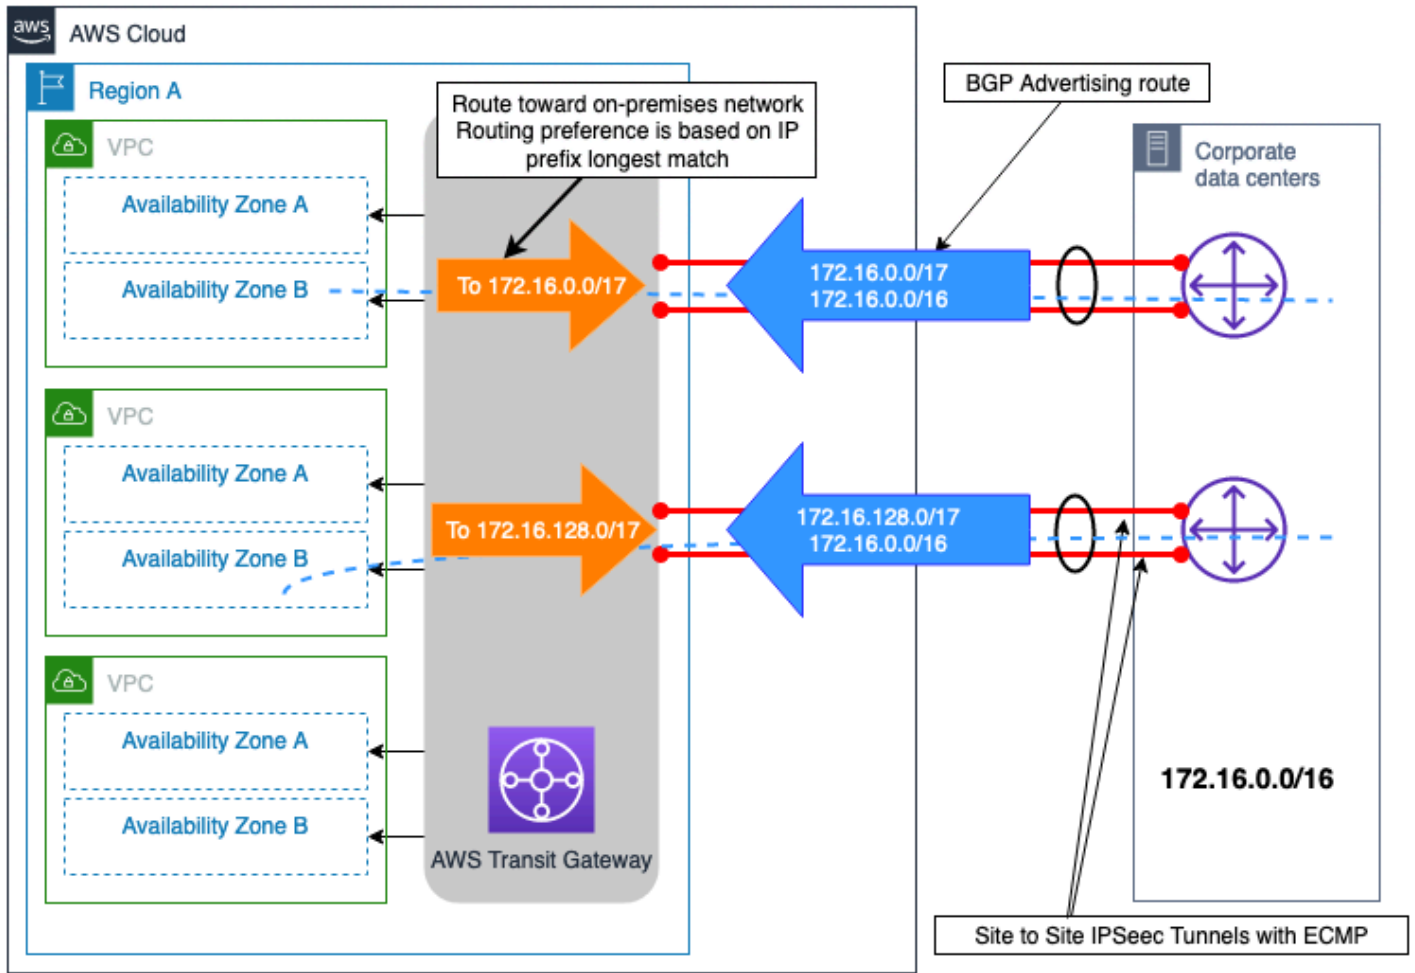 aws
AWS Cloud
Region A
Route toward on-premises network
Routing preference is based on IP
prefix longest match
BGP Advertising route
VPC
Availability Zone A
Availability Zone B
Corporate
data centers
To 172.16.0.0/17
172.16.0.0/17
172.16.0.0/16
VPC
Availability Zone A
Availability Zone B
To 172.16.128.0/17
172.16.128.0/17
172.16.0.0/16
VPC
Availability Zone A
Availability Zone B
AWS Transit Gateway
172.16.0.0/16
Site to Site IPSeec Tunnels with ECMP